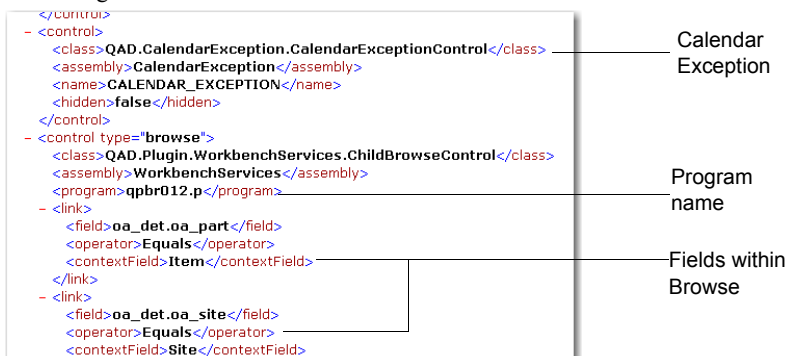 </control>
– <control>
<class>QAD.CalendarException.CalendarExceptionControl</class>
<assembly>CalendarException</assembly>
<name>CALENDAR_EXCEPTION</name>
<hidden>false</hidden>
</control>
– <control type="browse">
<class>QAD.Plugin.WorkbenchServices.ChildBrowseControl</class>
<assembly>WorkbenchServices</assembly>
<program>qpbr012.p</program>
– <link>
<field>oa_det.oa_part</field>
<operator>Equals</operator>
<contextField>Item</contextField>
</link>
– <link>
<field>oa_det.oa_site</field>
<operator>Equals</operator>
<contextField>Site</contextField>
Calendar
Exception
Program
name
Fields within
Browse